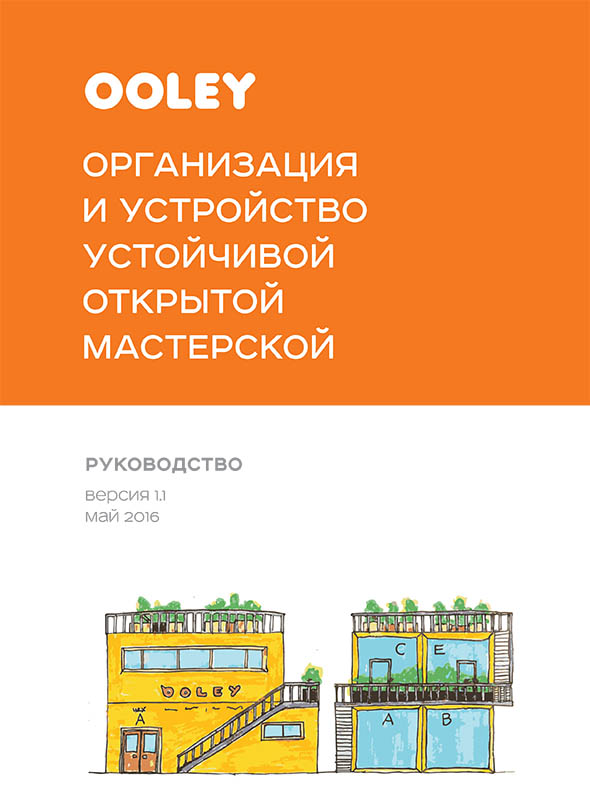 OOLEY
ОРГАНИЗАЦИЯ
И УСТРОЙСТВО
УСТОЙЧИВОЙ
ОТКРЫТОЙ
МАСТЕРСКОЙ
РУКОВОДСТВО
версия 1.1
май 2016
OOLEY
A
C E
A B